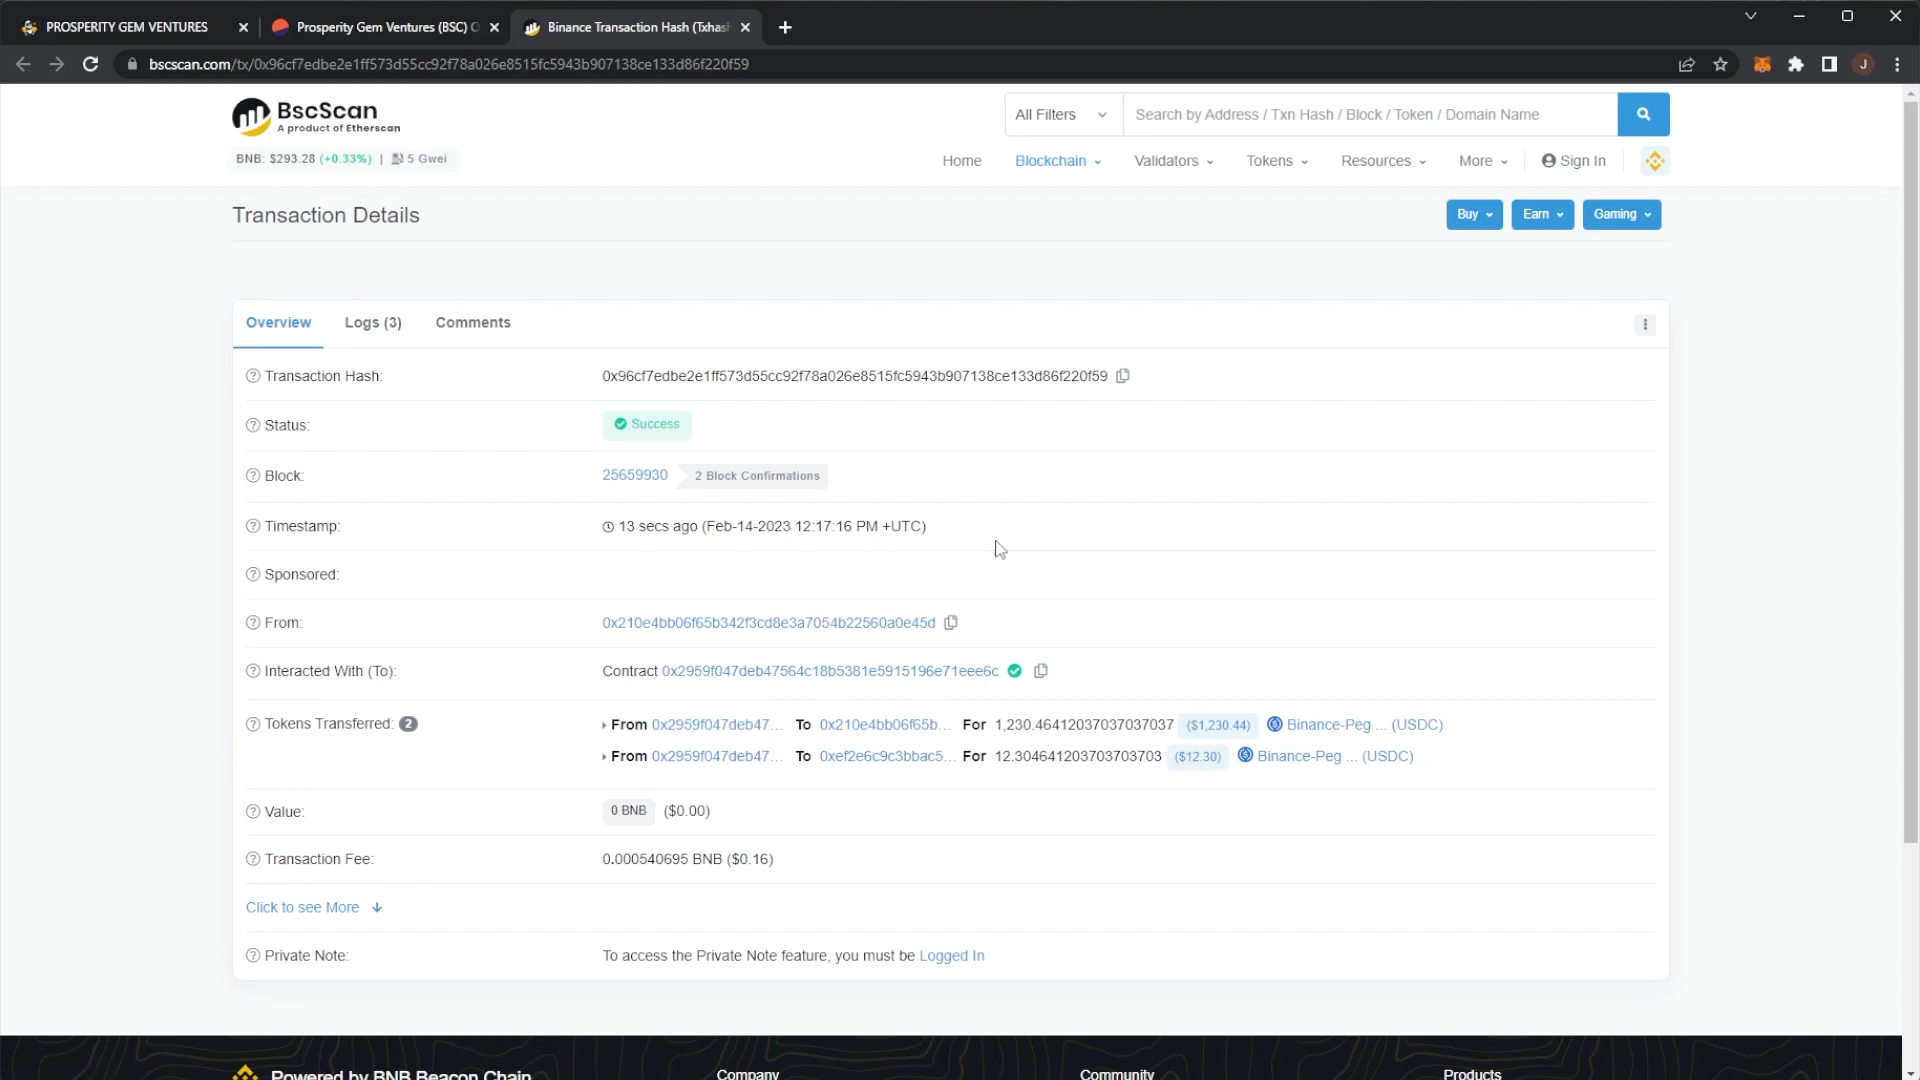 PROSPERITY GEM VENTURES
Prosperity Gem Ventures (BSC) O
Binance Transaction Hash (Txhas
bscscan.com/tx/0x96cf7edbe2e1ff573d55cc92f78a026e8515fc5943b907138ce133d86f220f59
J
BscScan
A product of Etherscan
All Filters
Search by Address / Txn Hash / Block / Token / Domain Name
BNB: $293.28 (+0.33%) | 5 Gwei
Home Blockchain Validators Tokens Resources More Sign In
Transaction Details
Buy Earn Gaming
Overview Logs (3) Comments
Transaction Hash: 0x96cf7edbe2e1ff573d55cc92f78a026e8515fc5943b907138ce133d86f220f59
Status: Success
Block: 25659930 2 Block Confirmations
Timestamp: 13 secs ago (Feb-14-2023 12:17:16 PM +UTC)
Sponsored:
From: 0x210e4bb06f65b342f3cd8e3a7054b22560a0e45d
Interacted With (To): Contract 0x2959f047deb47564c18b5381e5915196e71eee6c
Tokens Transferred: 2 From 0x2959f047deb47... To 0x210e4bb06f65b... For 1,230.46412037037037037 ($1,230.44) Binance-Peg ... (USDC)
From 0x2959f047deb47... To 0xef2e6c9c3bbac5... For 12.304641203703703703 ($12.30) Binance-Peg ... (USDC)
Value: 0 BNB ($0.00)
Transaction Fee: 0.000540695 BNB ($0.16)
Click to see More
Private Note: To access the Private Note feature, you must be Logged In
Powered by BNB Beacon Chain
Company
Community
Products